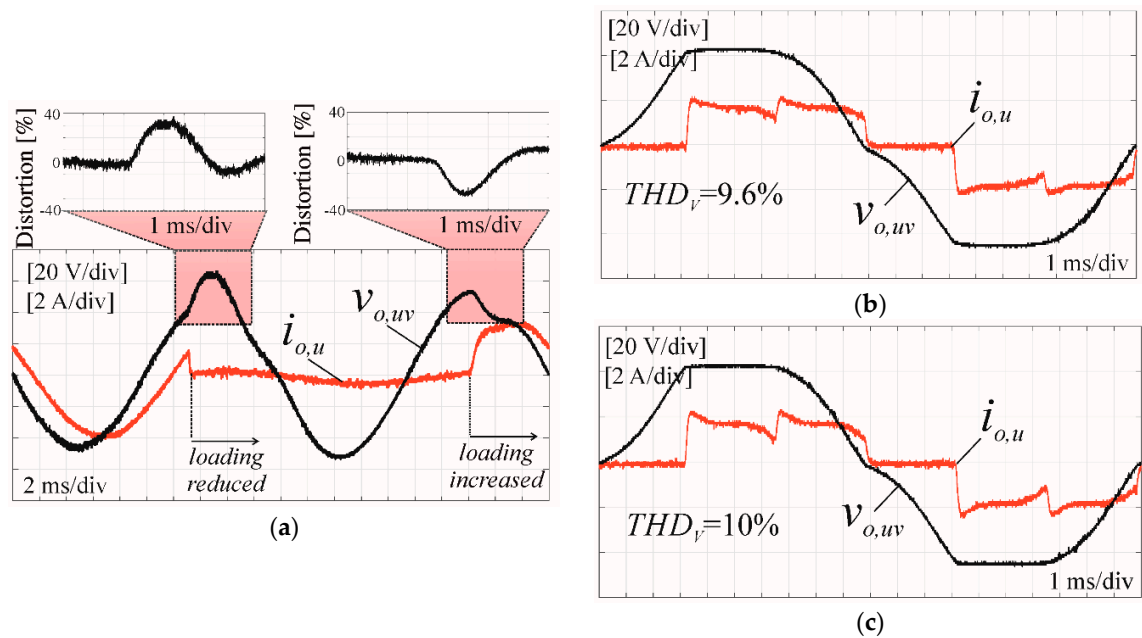 Distortion [%]
40
0
-40
1 ms/div
Distortion [%]
40
0
-40
1 ms/div
[20 V/div]
[2 A/div]
v_{o,uv}
i_{o,u}
loading
reduced
loading
increased
2 ms/div
(a)
[20 V/div]
[2 A/div]
i_{o,u}
THD_V=9.6%
v_{o,uv}
1 ms/div
(b)
[20 V/div]
[2 A/div]
i_{o,u}
THD_V=10%
v_{o,uv}
1 ms/div
(c)